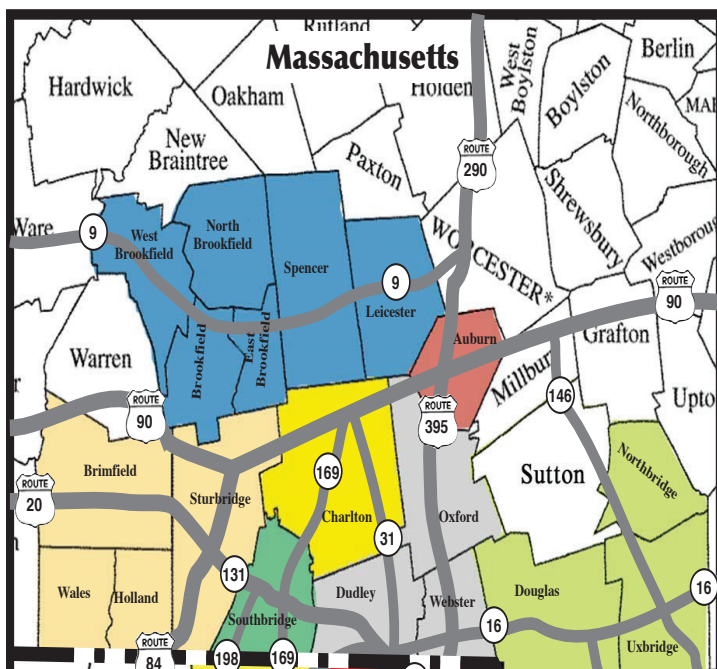 Rutland
Massachusetts
Hardwick
Oakham
Holden
West
Boylston
Boylston
Berlin
Northborough
New
Braintree
Paxton
ROUTE
290
Shrewsbury
Ware
9
West
Brookfield
North
Brookfield
Spencer
9
Leicester
WORCESTER*
Westboroug
ROUTE
90
Warren
Brookfield
East
Brookfield
Auburn
Millbur
Grafton
Upto
ROUTE
90
ROUTE
395
146
ROUTE
20
Brimfield
Sturbridge
169
Charlton
31
Oxford
Sutton
Northbridge
Wales
Holland
131
Southbridge
Dudley
Webster
Douglas
16
16
Uxbridge
ROUTE
84
198
169